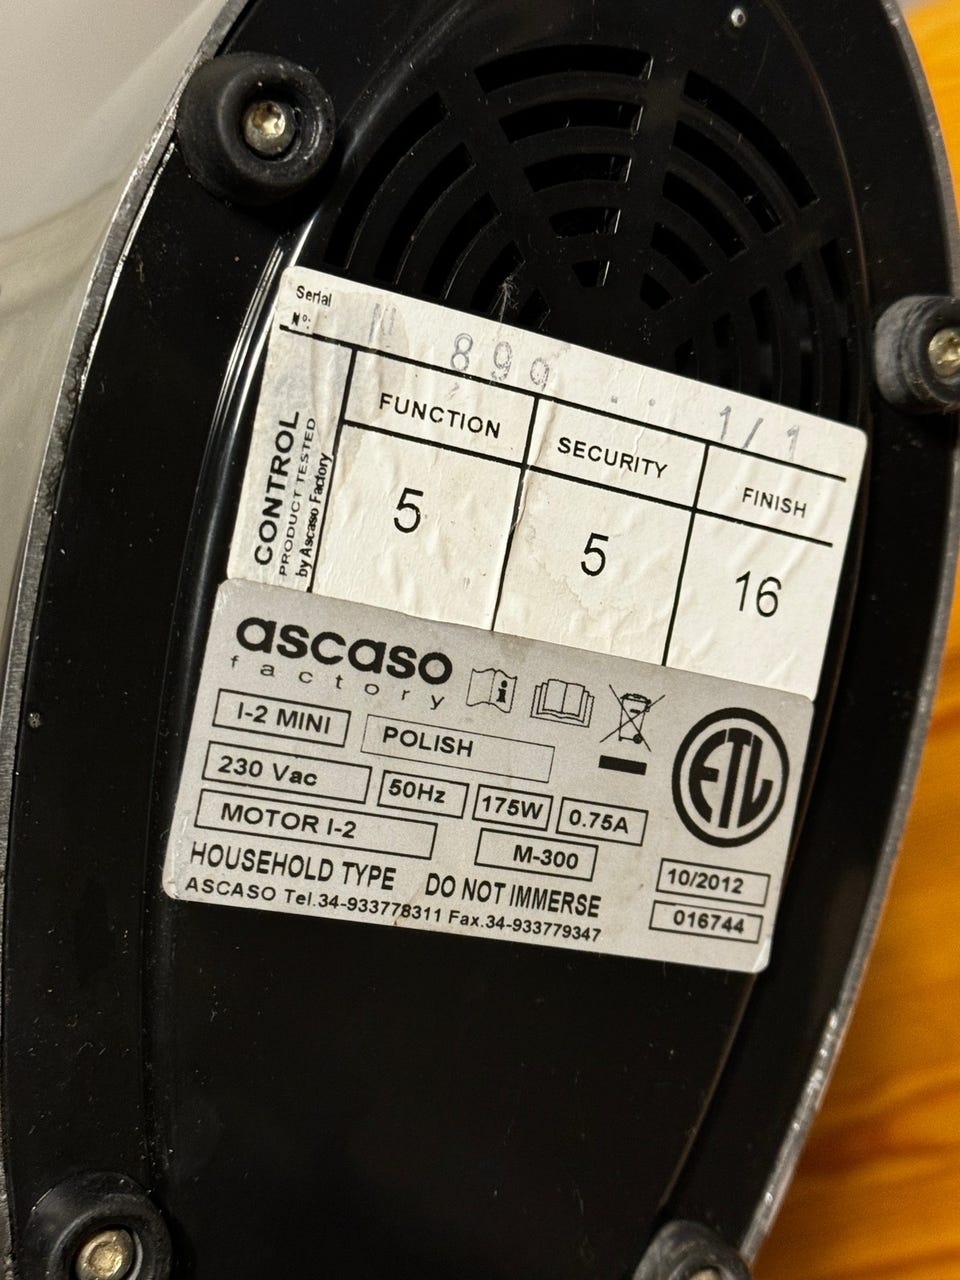 Serial
Nº: 899 1/1
CONTROL
PRODUCT TESTED
by Ascaso Factory
FUNCTION SECURITY FINISH
5 5 16
ascaso
factory
I-2 MINI POLISH
230 Vac 50Hz 175W 0.75A
MOTOR I-2 M-300
HOUSEHOLD TYPE DO NOT IMMERSE
ASCASO Tel.34-933778311 Fax.34-933779347
ETL
10/2012
016744